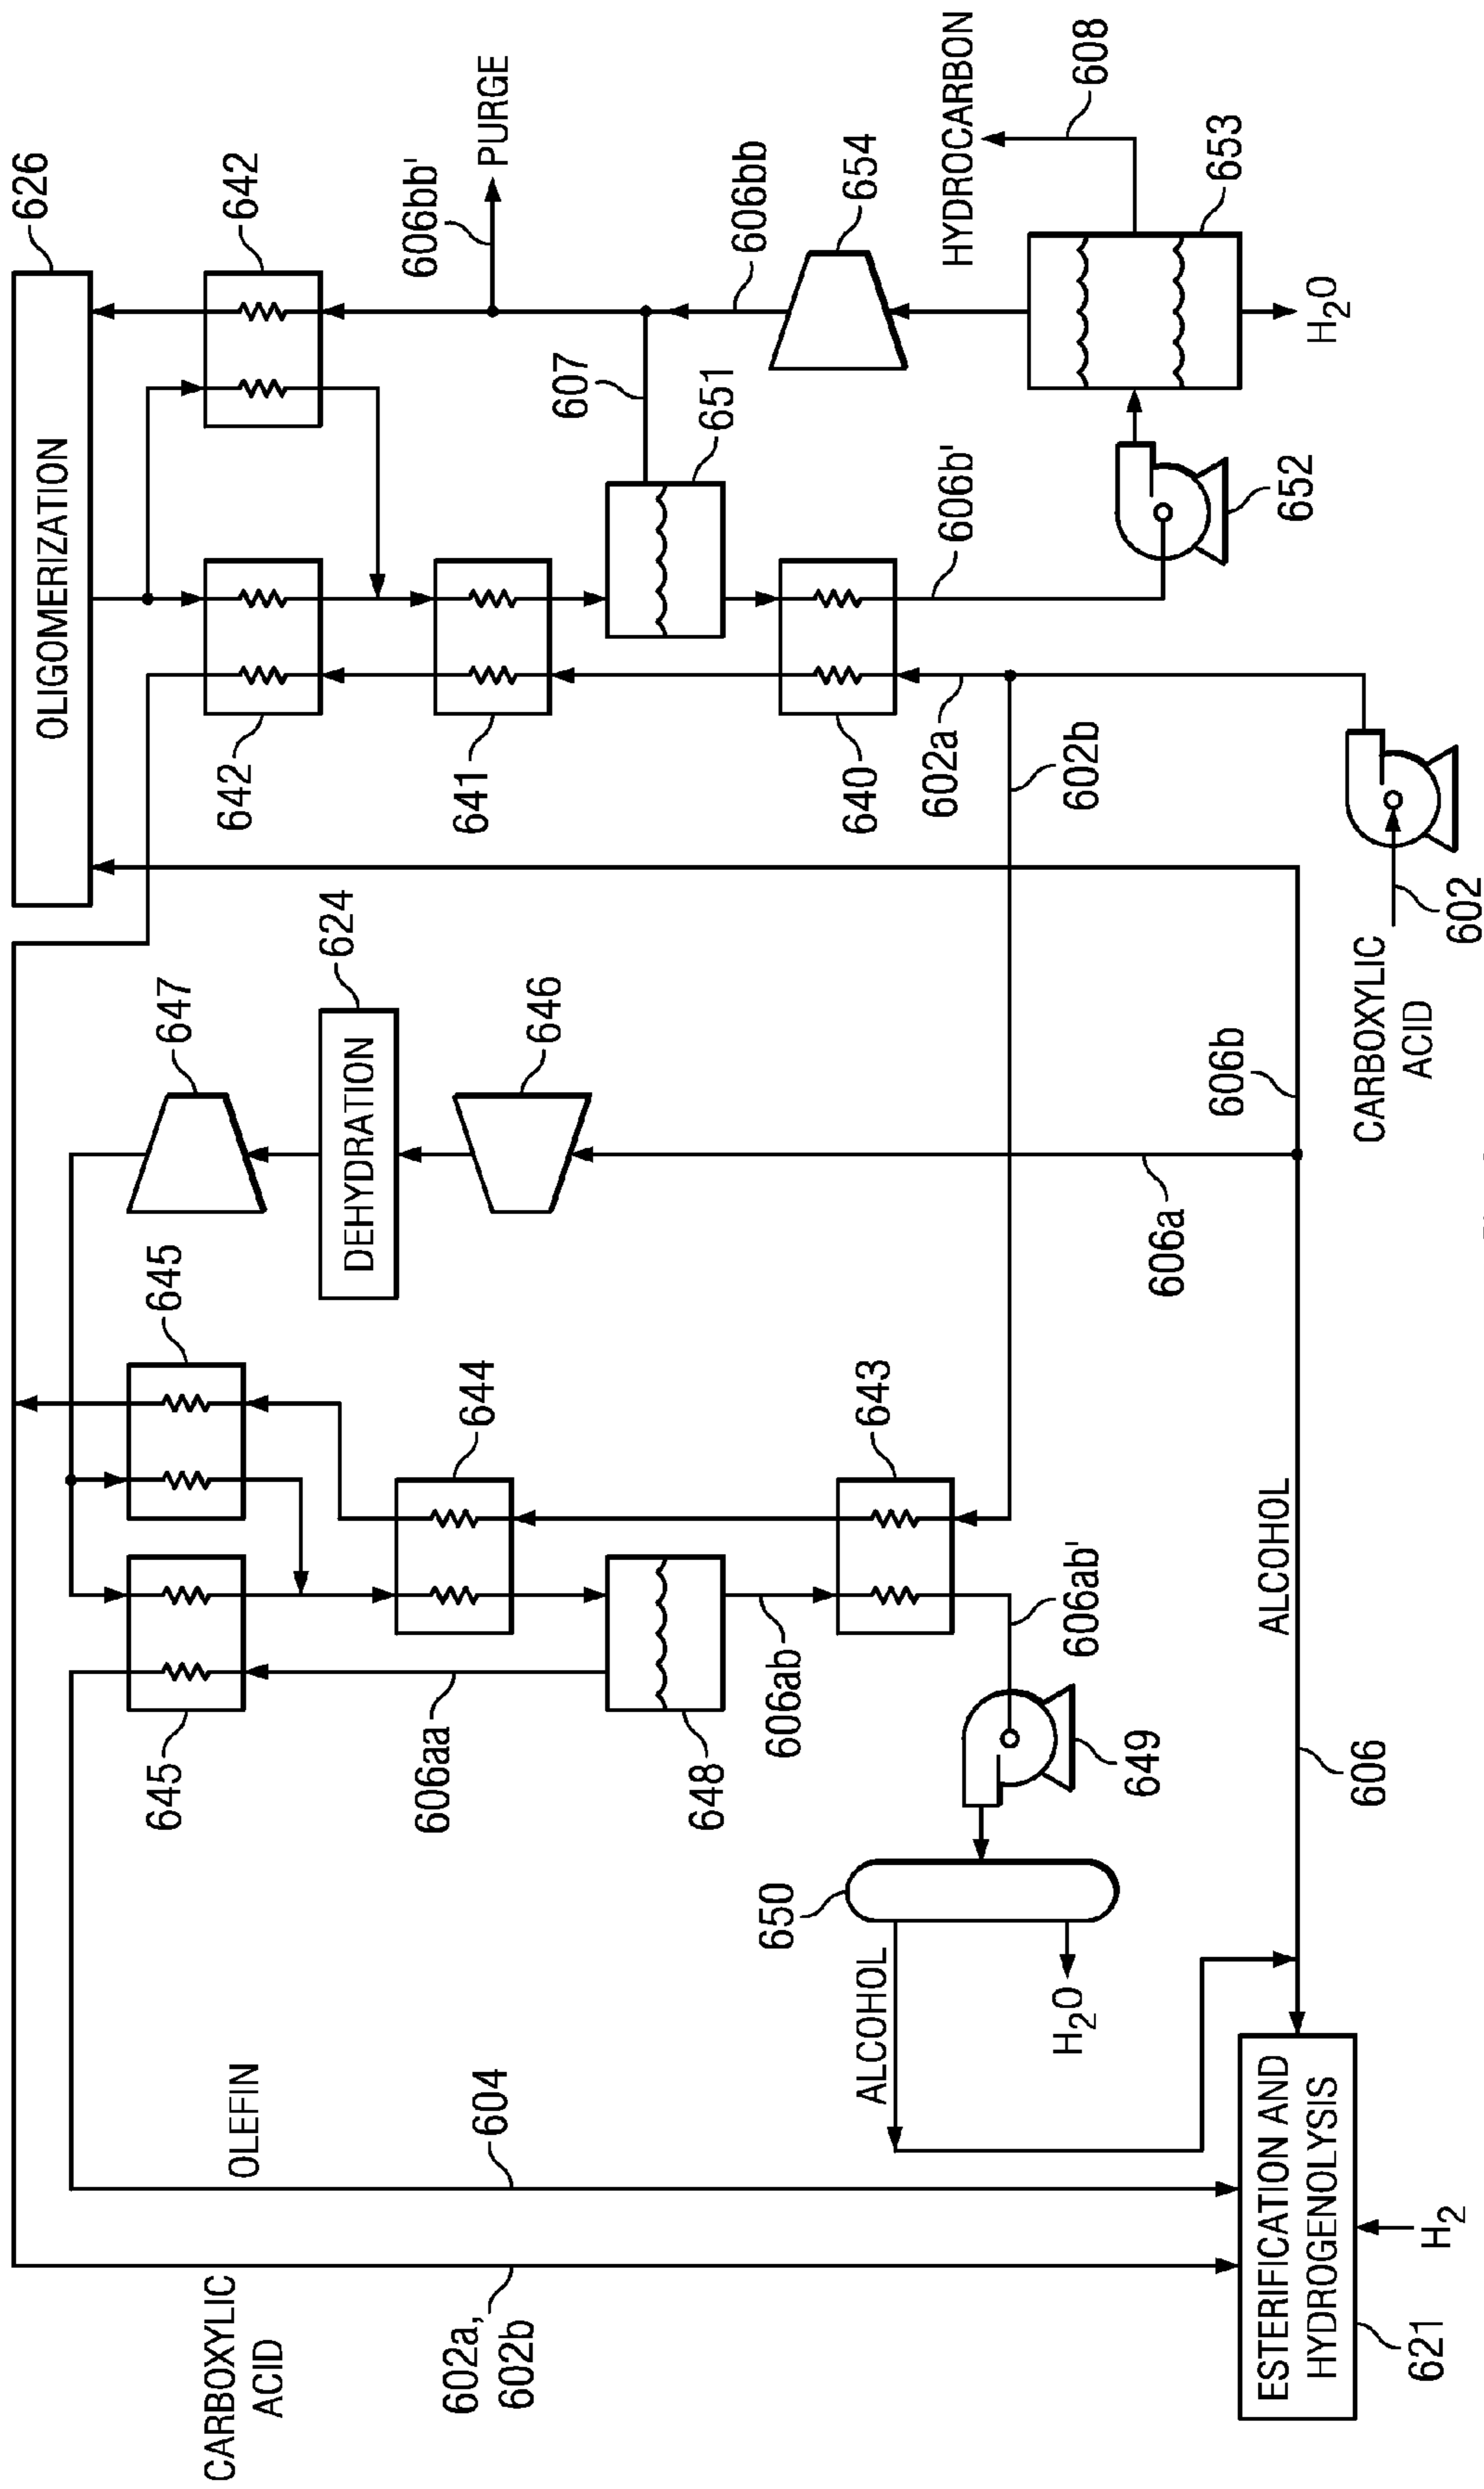 CARBOXYLIC
ACID
602a,
602b
OLEFIN
604
645
645
647
624
DEHYDRATION
646
626
OLIGOMERIZATION
642
642
606bb'
PURGE
606bb
607
651
654
HYDROCARBON
608
653
H2O
652
606b'
641
640
602a
602b
644
643
606aa
648
606ab
606ab'
649
650
ALCOHOL
H2O
606a
606b
CARBOXYLIC
ACID
602
ALCOHOL
606
ESTERIFICATION AND
HYDROGENOLYSIS
621
H2